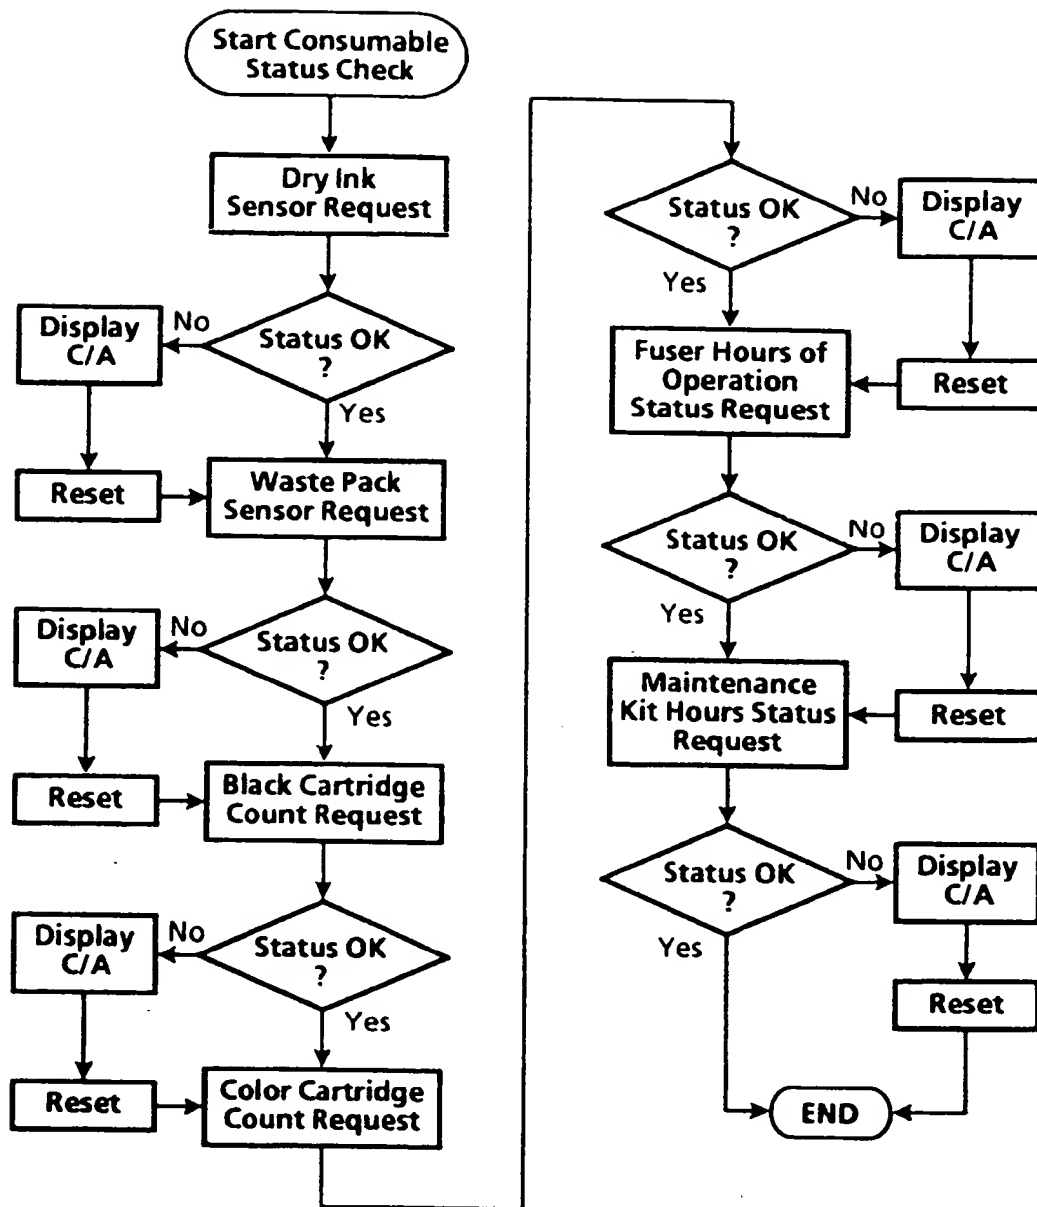 Start Consumable
Status Check
Dry Ink
Sensor Request
Status OK
?
No
Display
C/A
Yes
Reset
Waste Pack
Sensor Request
Status OK
?
No
Display
C/A
Yes
Reset
Black Cartridge
Count Request
Status OK
?
No
Display
C/A
Yes
Reset
Color Cartridge
Count Request
Status OK
?
No
Display
C/A
Yes
Fuser Hours of
Operation
Status Request
Reset
Status OK
?
No
Display
C/A
Yes
Maintenance
Kit Hours Status
Request
Reset
Status OK
?
No
Display
C/A
Yes
Reset
END